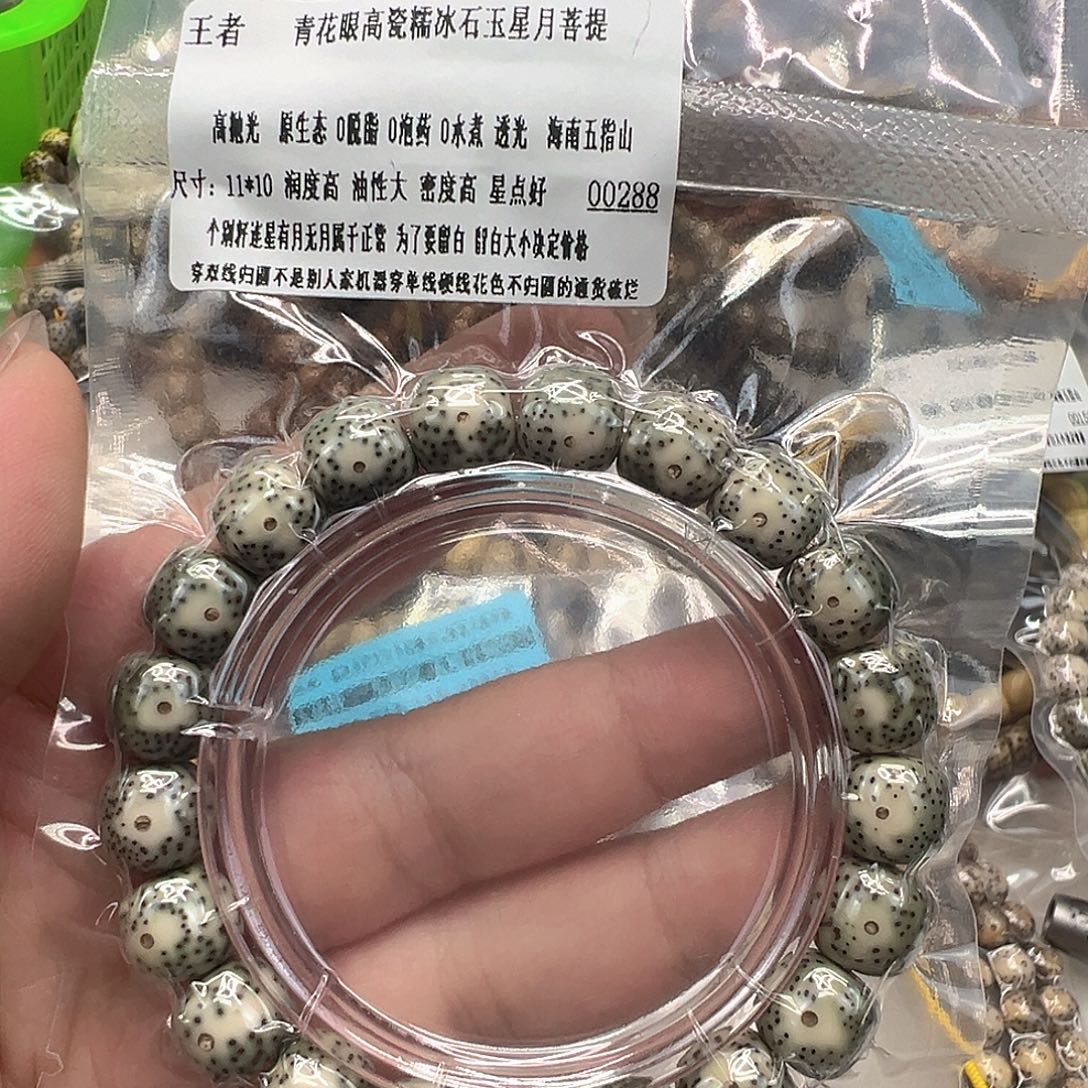 王者 青花眼高瓷糯冰石玉星月菩提
高抛光 原生态 0脱脂 0泡药 0水煮 透光 海南五指山
尺寸: 11*10 润度高 油性大 密度高 星点好 00288
个别籽连星有月无月属于正常 为了要留白 留白大小决定价格
穿双线归圆不是别人家机器穿单线硬线花色不归圆的通货破烂